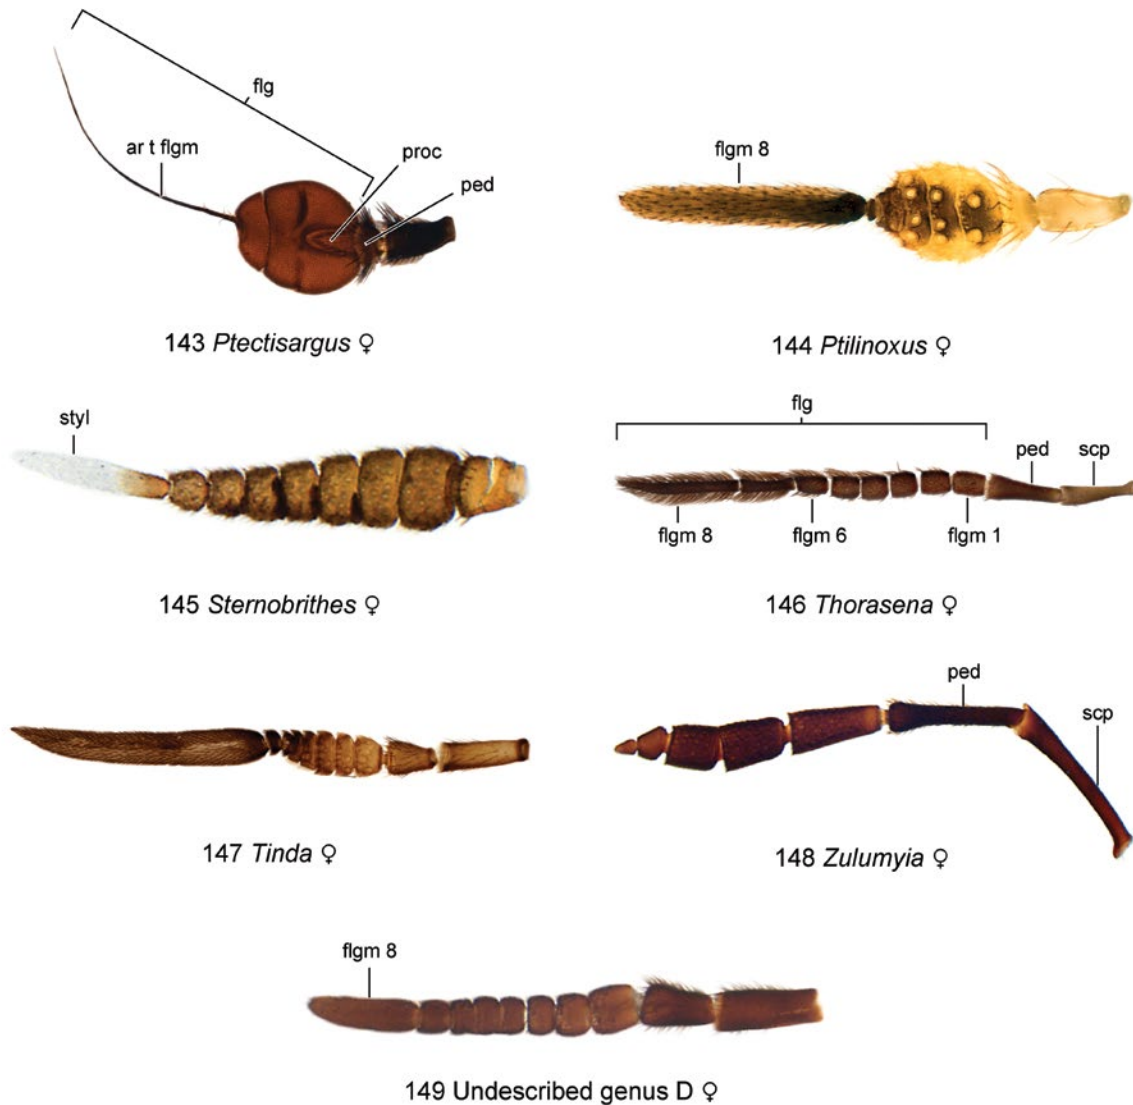 flg
proc
ar t flgm
ped
143 Ptectisargus ♀
flgm 8
144 Ptilinoxus ♀
styl
145 Sternobrithes ♀
flg
ped
scp
flgm 8
flgm 6
flgm 1
146 Thorasena ♀
147 Tinda ♀
ped
scp
148 Zulumyia ♀
flgm 8
149 Undescribed genus D ♀